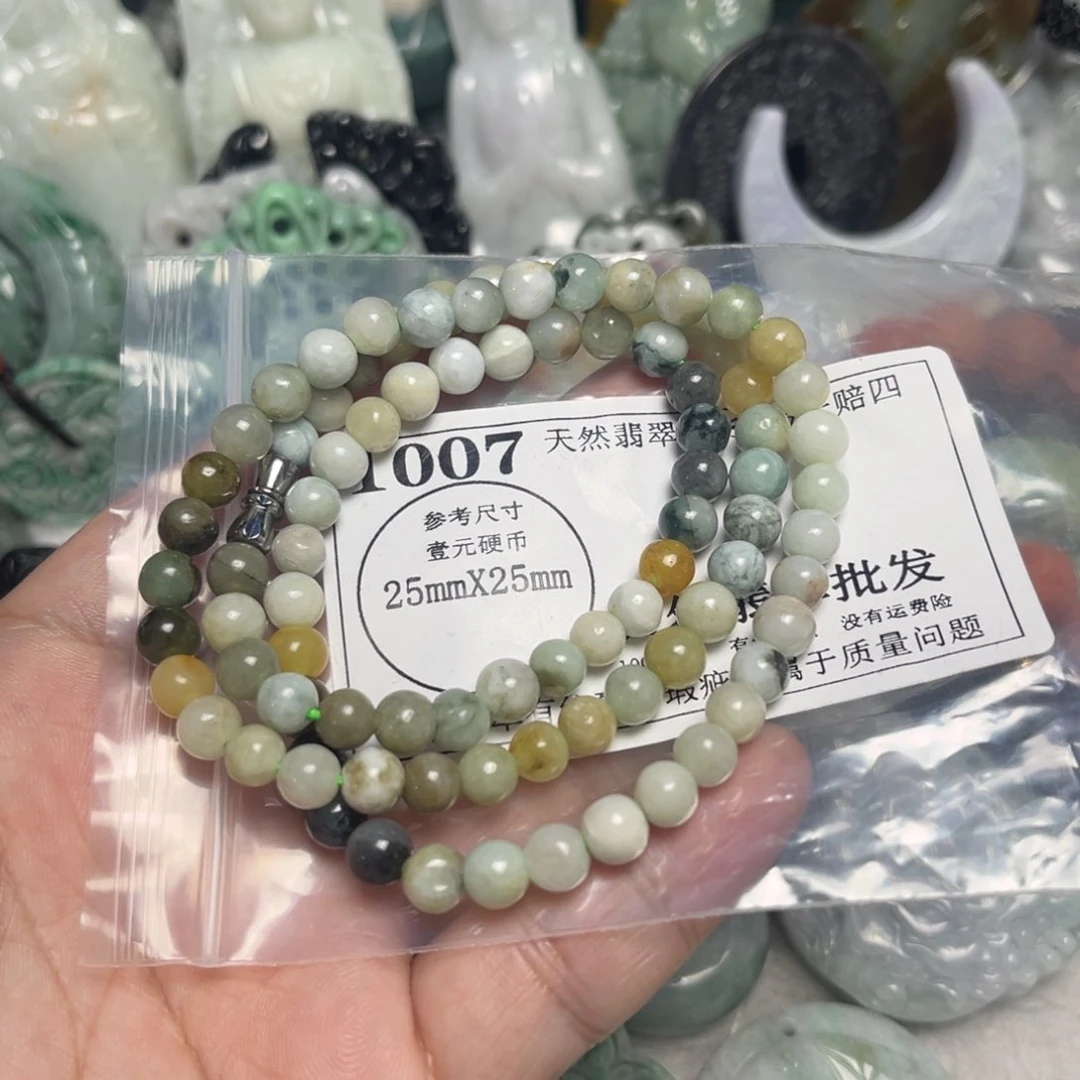 1007 天然翡翠 赔四
参考尺寸
壹元硬币
25mmX25mm
批发
没有运费险
属于质量问题